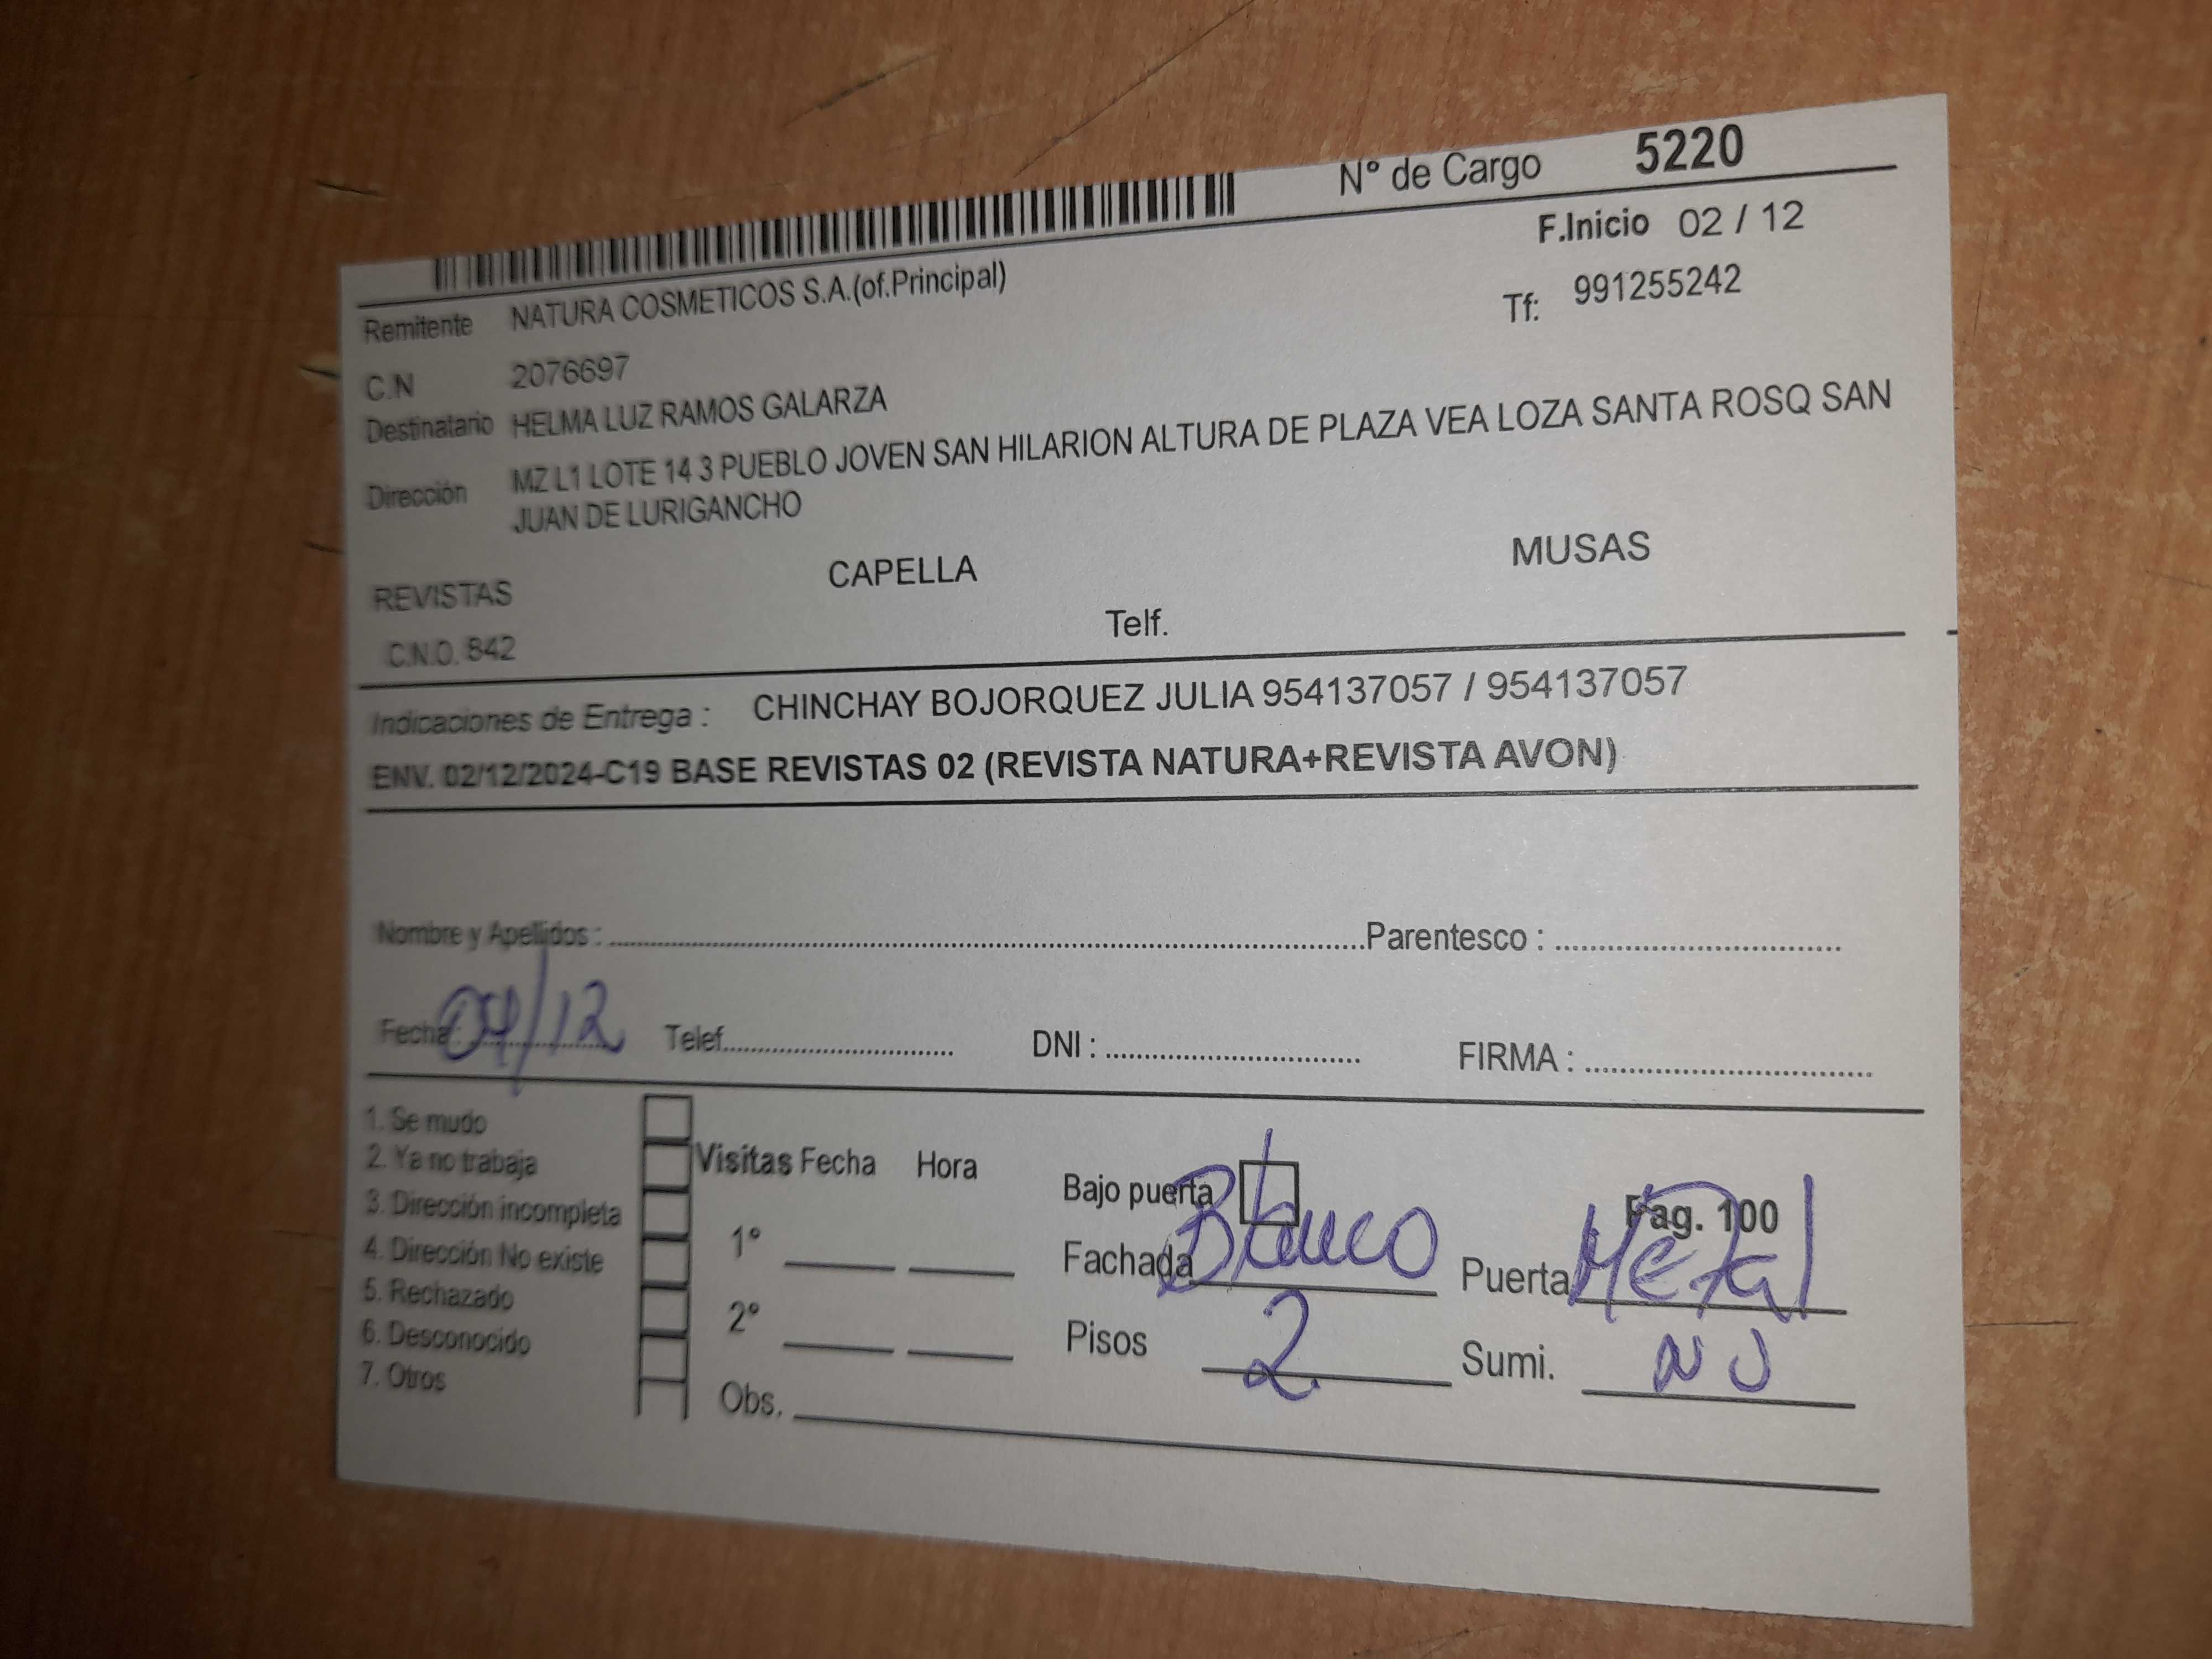 N° de Cargo 5220
F.Inicio 02 / 12
Remitente NATURA COSMETICOS S.A.(of.Principal)
Tf: 991255242
C.N 2076697
Destinatario HELMA LUZ RAMOS GALARZA
Dirección MZ L1 LOTE 14 3 PUEBLO JOVEN SAN HILARION ALTURA DE PLAZA VEA LOZA SANTA ROSQ SAN
JUAN DE LURIGANCHO
REVISTAS CAPELLA MUSAS
C.N.O. 842 Telf.
Indicaciones de Entrega : CHINCHAY BOJORQUEZ JULIA 954137057 / 954137057
ENV. 02/12/2024-C19 BASE REVISTAS 02 (REVISTA NATURA+REVISTA AVON)
Nombre y Apellidos : Parentesco :
Fecha : 04/12 Telef. DNI : FIRMA :
1. Se mudo
2. Ya no trabaja
3. Dirección incompleta
4. Dirección No existe
5. Rechazado
6. Desconocido
7. Otros
Visitas Fecha Hora
1°
2°
Obs.
Bajo puerta Pag. 100
Fachada Blanco Puerta Metal
Pisos 2 Sumi. NO